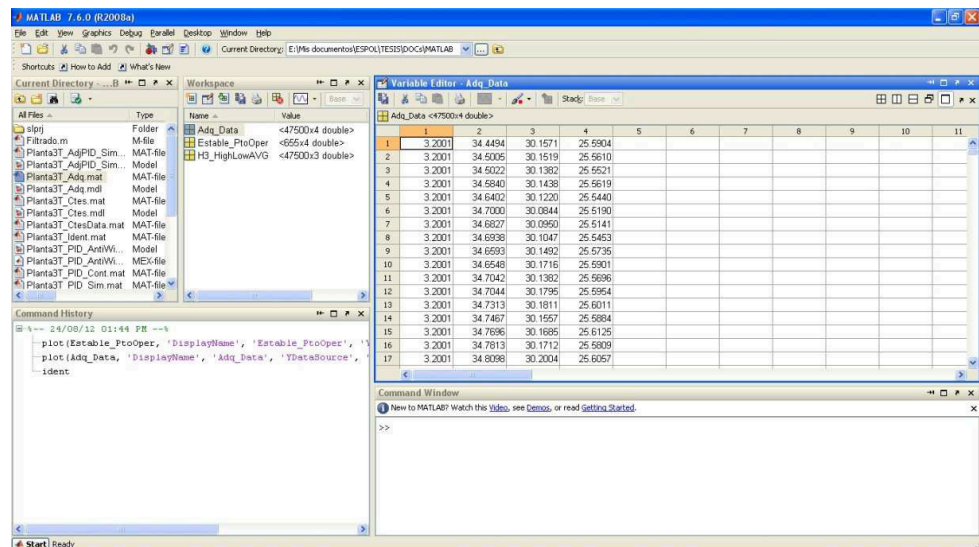 MATLAB 7.6.0 (R2008a)
File Edit View Graphics Debug Parallel Desktop Window Help
Current Directory: E:\Mis documentos\ESPOL\TESIS\DOCs\MATLAB
Shortcuts How to Add What's New
Current Directory - ...B
All Files Type
slprj Folder
Filtrado.m M-file
Planta3T_AdjPID_Sim... MAT-file
Planta3T_AdjPID_Sim... Model
Planta3T_Adq.mat MAT-file
Planta3T_Adq.mdl Model
Planta3T_Ctes.mat MAT-file
Planta3T_Ctes.mdl Model
Planta3T_CtesData.mat MAT-file
Planta3T_Ident.mat MAT-file
Planta3T_PID_AntiWi... Model
Planta3T_PID_AntiWi... MEX-file
Planta3T_PID_Cont.mat MAT-file
Planta3T_PID_Sim.mat MAT-file
Workspace
Base
Name Value
Adq_Data <47500x4 double>
Estable_PtoOper <655x4 double>
H3_HighLowAVG <47500x3 double>
Command History
%-- 24/08/12 01:44 PM --%
plot(Estable_PtoOper, 'DisplayName', 'Estable_PtoOper', 'Y
plot(Adq_Data, 'DisplayName', 'Adq_Data', 'YDataSource', '
ident
Variable Editor - Adq_Data
Stack: Base
Adq_Data <47500x4 double>
1 2 3 4 5 6 7 8 9 10 11
1 3.2001 34.4494 30.1571 25.5904
2 3.2001 34.5005 30.1519 25.5610
3 3.2001 34.5022 30.1382 25.5521
4 3.2001 34.5840 30.1438 25.5619
5 3.2001 34.6402 30.1220 25.5440
6 3.2001 34.7000 30.0844 25.5190
7 3.2001 34.6827 30.0950 25.5141
8 3.2001 34.6938 30.1047 25.5453
9 3.2001 34.6593 30.1492 25.5735
10 3.2001 34.6548 30.1716 25.5901
11 3.2001 34.7042 30.1382 25.5696
12 3.2001 34.7044 30.1795 25.5954
13 3.2001 34.7313 30.1811 25.6011
14 3.2001 34.7467 30.1557 25.5884
15 3.2001 34.7696 30.1685 25.6125
16 3.2001 34.7813 30.1712 25.5809
17 3.2001 34.8098 30.2004 25.6057
Command Window
New to MATLAB? Watch this Video, see Demos, or read Getting Started.
>>
Start Ready